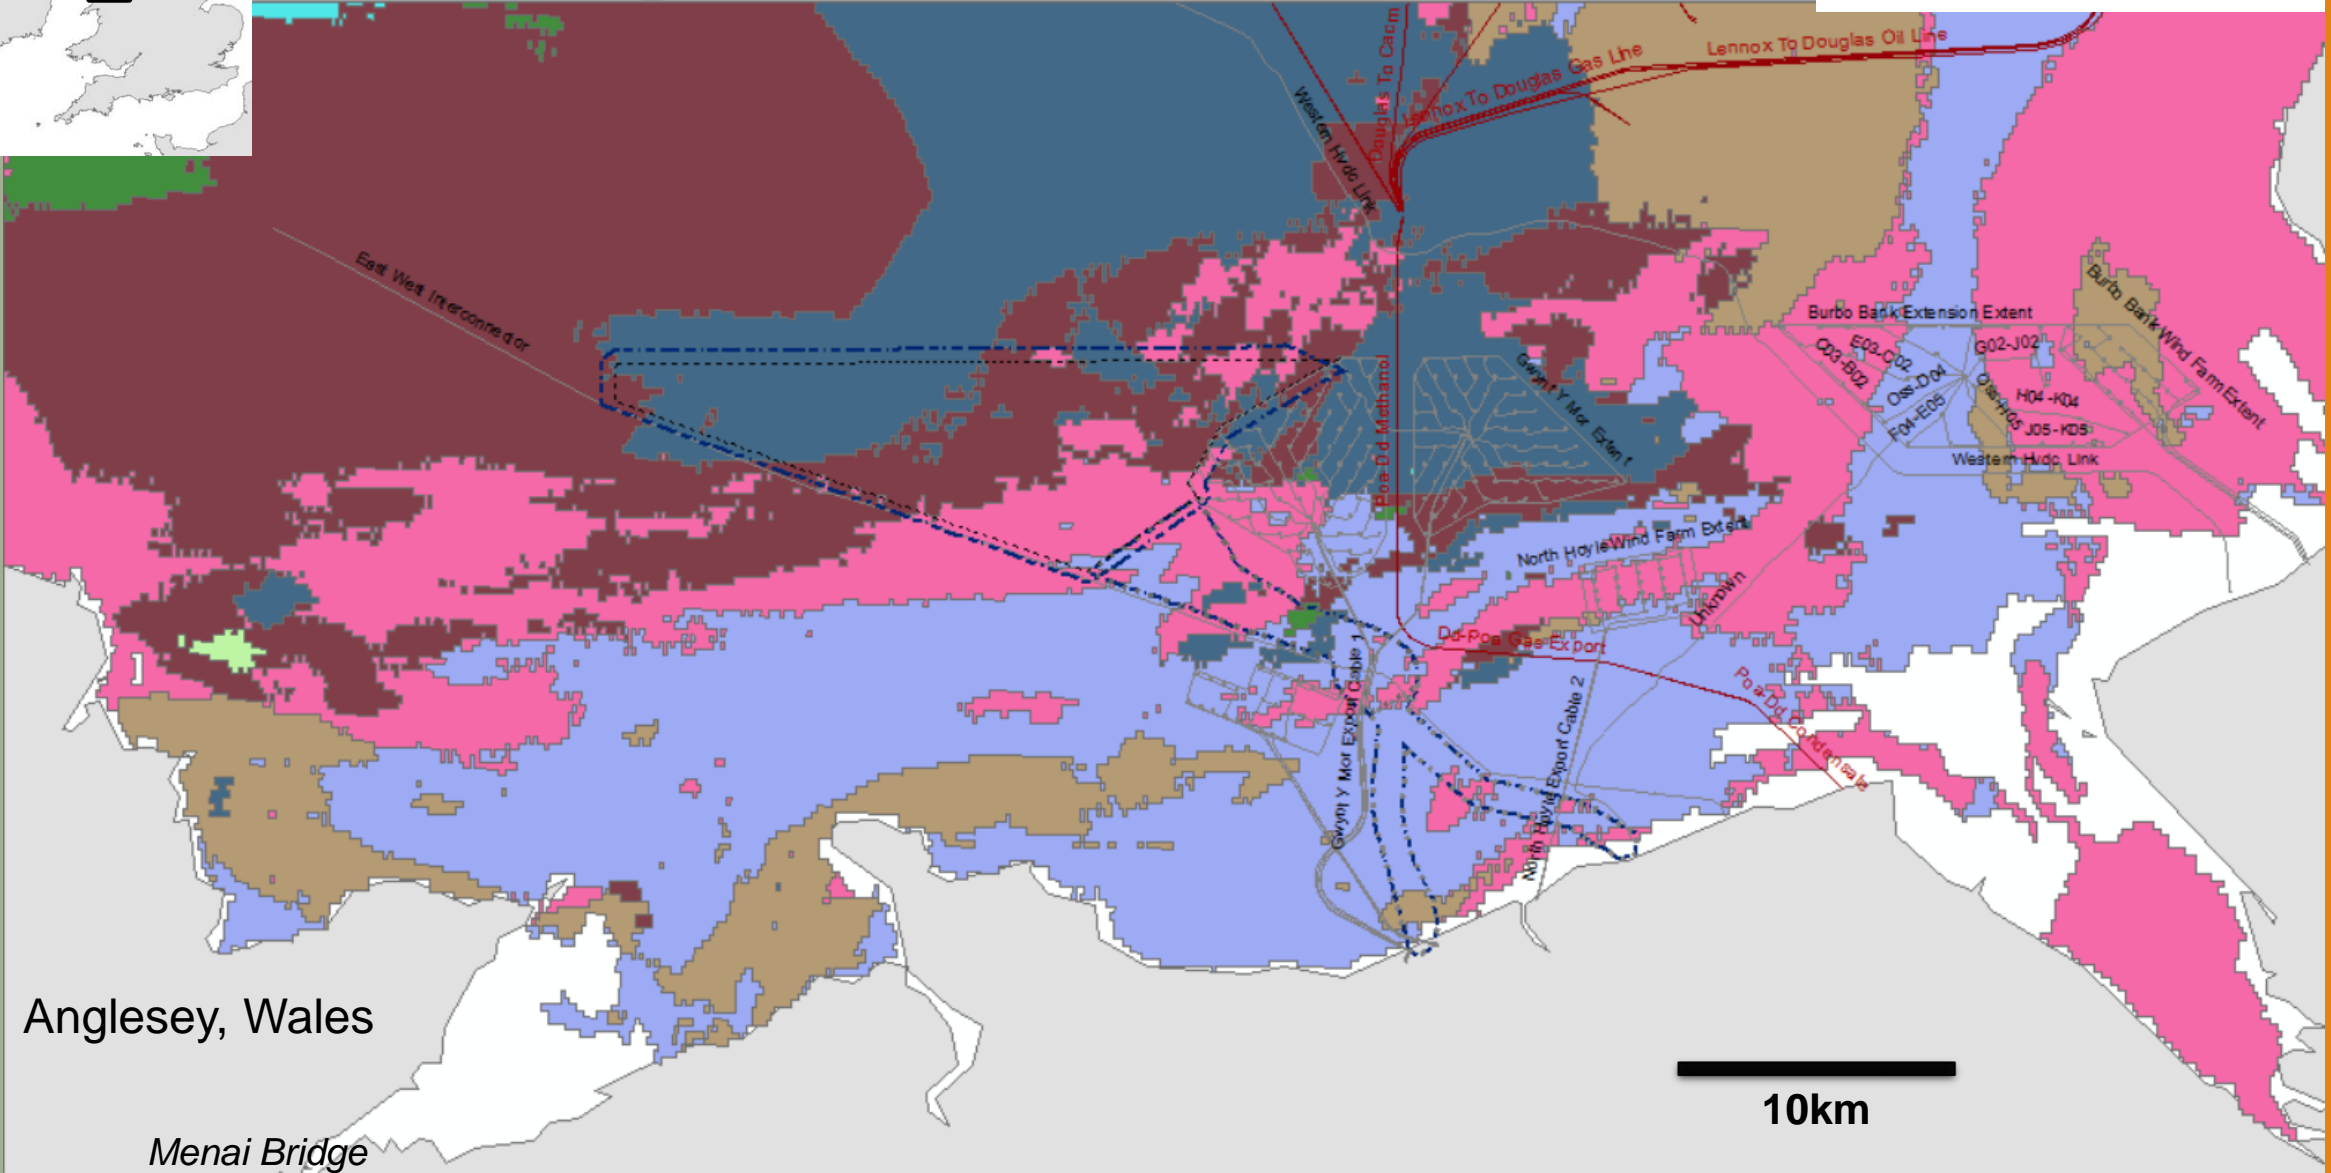 Lennox To Douglas Oil Line
Lennox To Douglas Gas Line
Douglas To Cacm
Western Hvdc Link
East West Interconnector
Burbo Bank Wind Farm Extent
Burbo Bank Extension Extent
E03-C02
G02-J02
C03-B02
Oss-D04
Oss-H05
H04-K04
F04-E05
J05-K05
Western Hvdc Link
Gwynt Y Mor Extent
Poa-Dd Methanol
North Hoyle Wind Farm Extent
Unknown
Dd-Poa Gas Export
Poa-Dd Condensate
Gwynt Y Mor Export Cable 1
North Hoyle Export Cable 2
Anglesey, Wales
10km
Menai Bridge